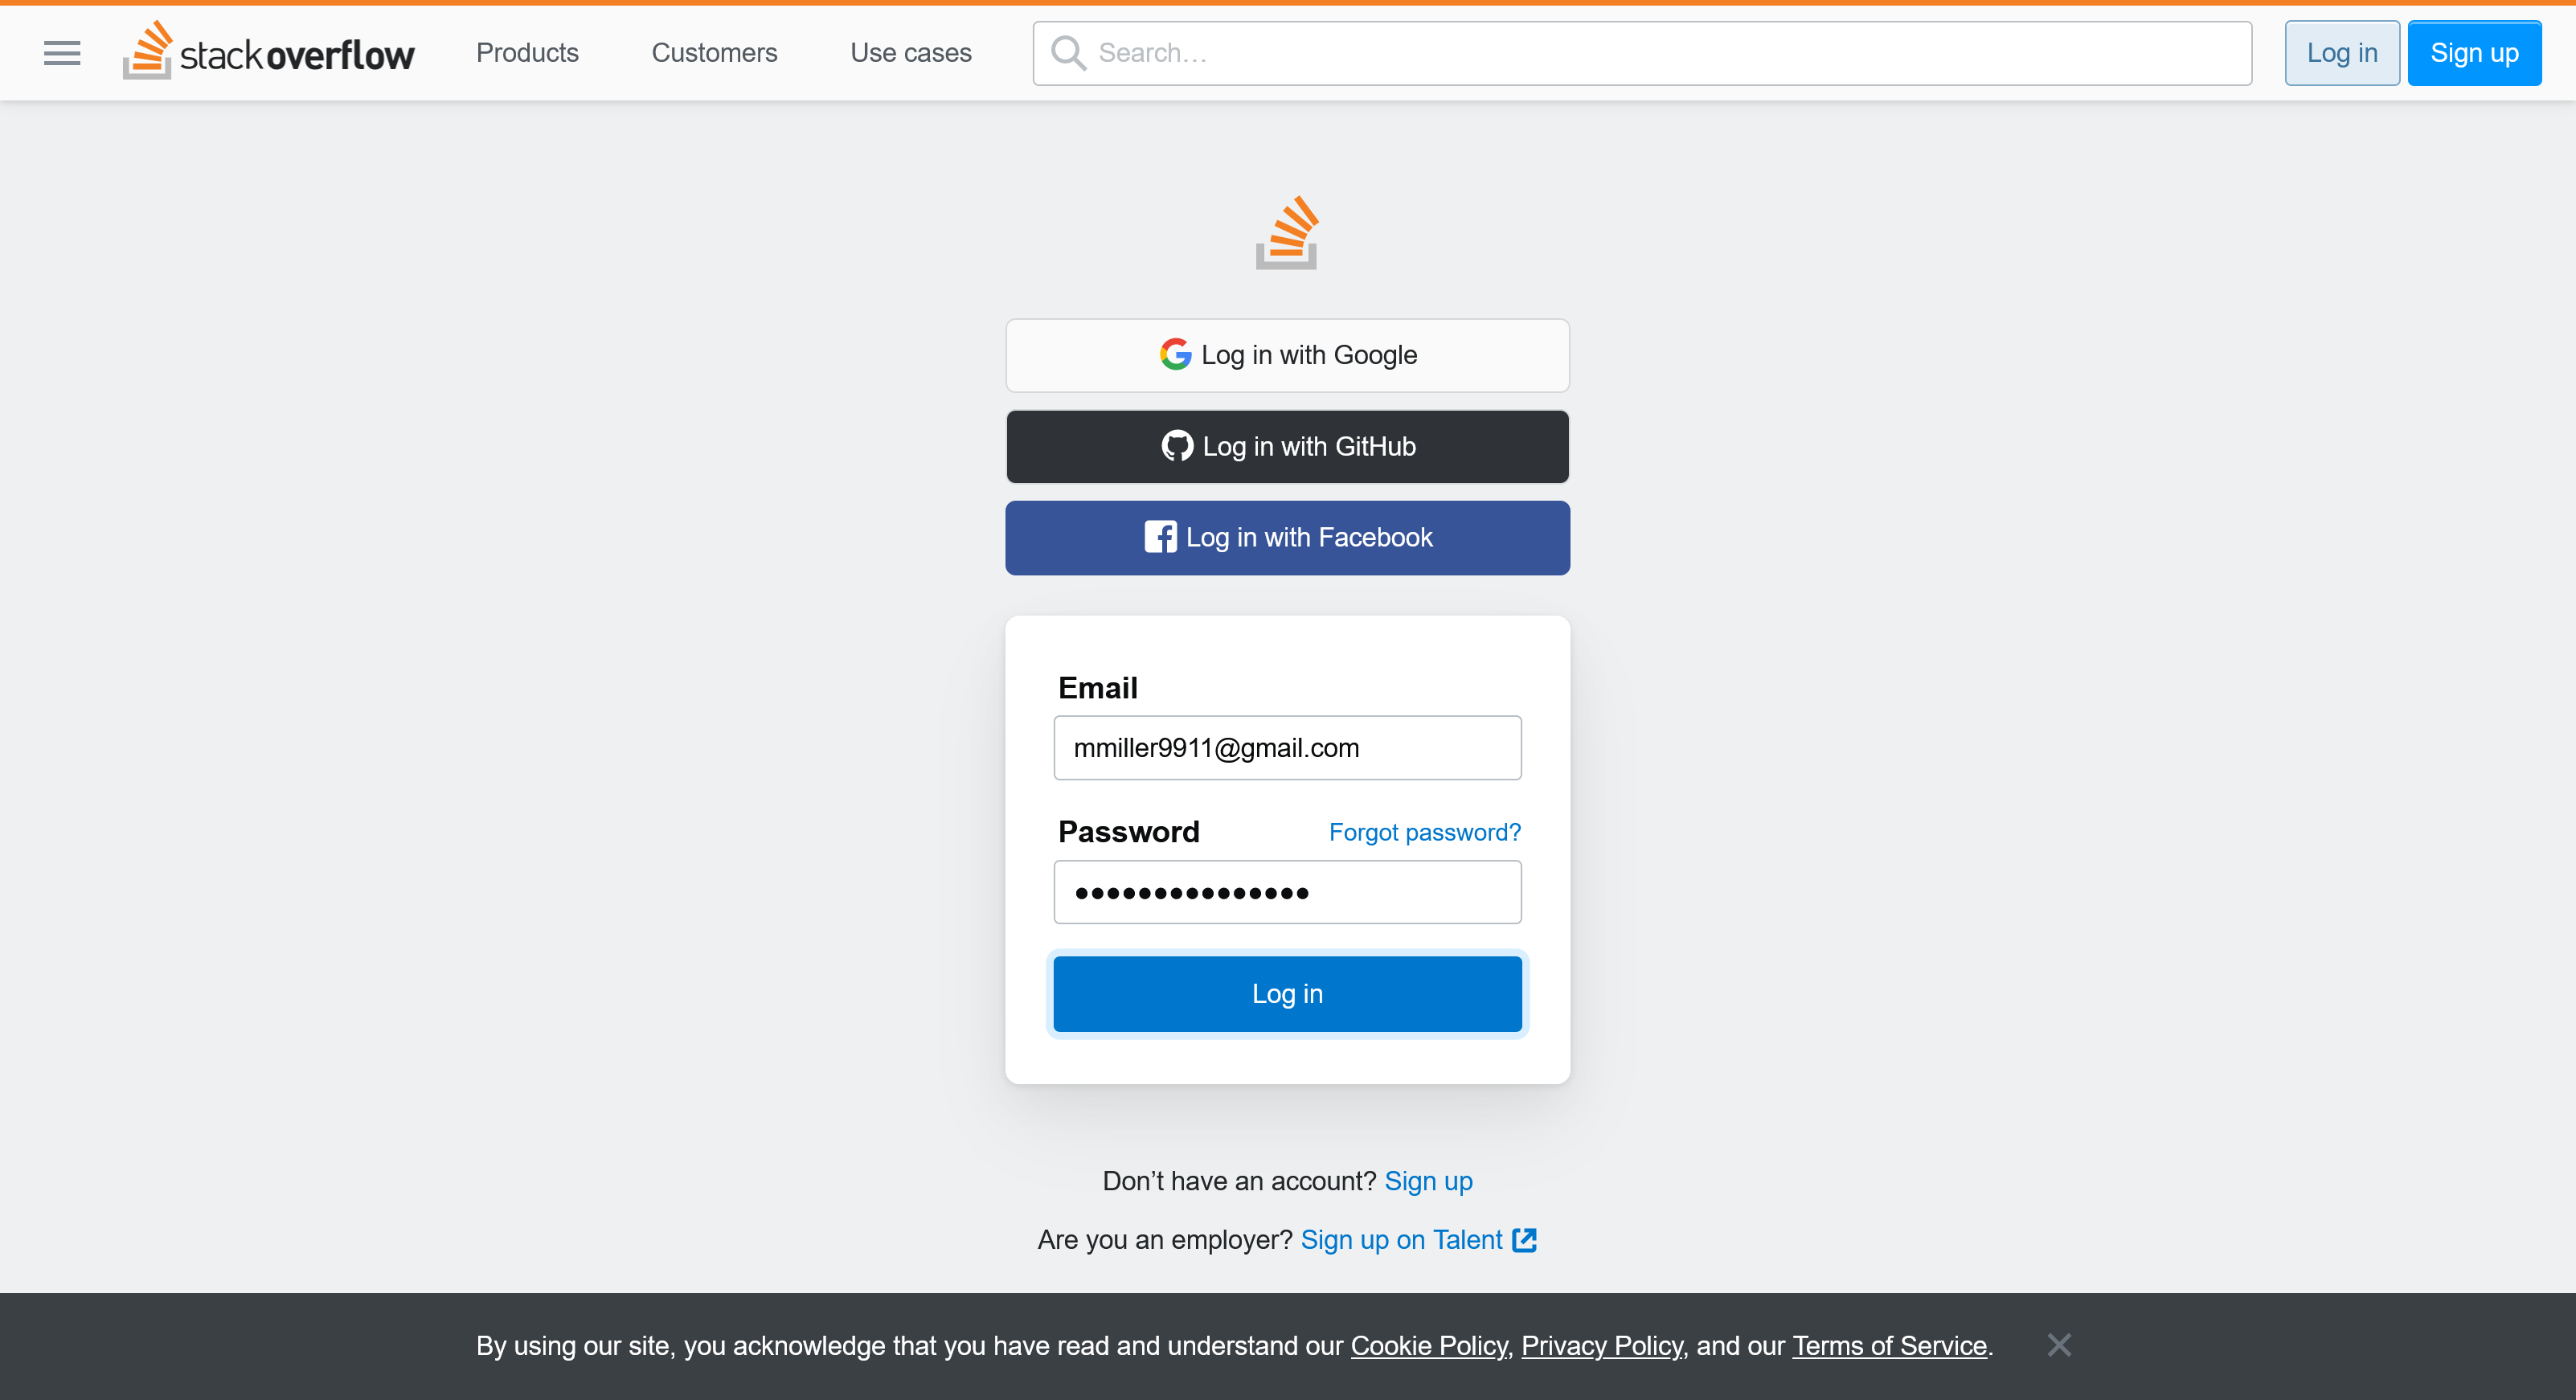 stackoverflow
Products
Customers
Use cases
Search…
Log in
Sign up
Log in with Google
Log in with GitHub
Log in with Facebook
Email
mmiller9911@gmail.com
Password
Forgot password?
●●●●●●●●●●●●●●●
Log in
Don’t have an account? Sign up
Are you an employer? Sign up on Talent
By using our site, you acknowledge that you have read and understand our Cookie Policy, Privacy Policy, and our Terms of Service.